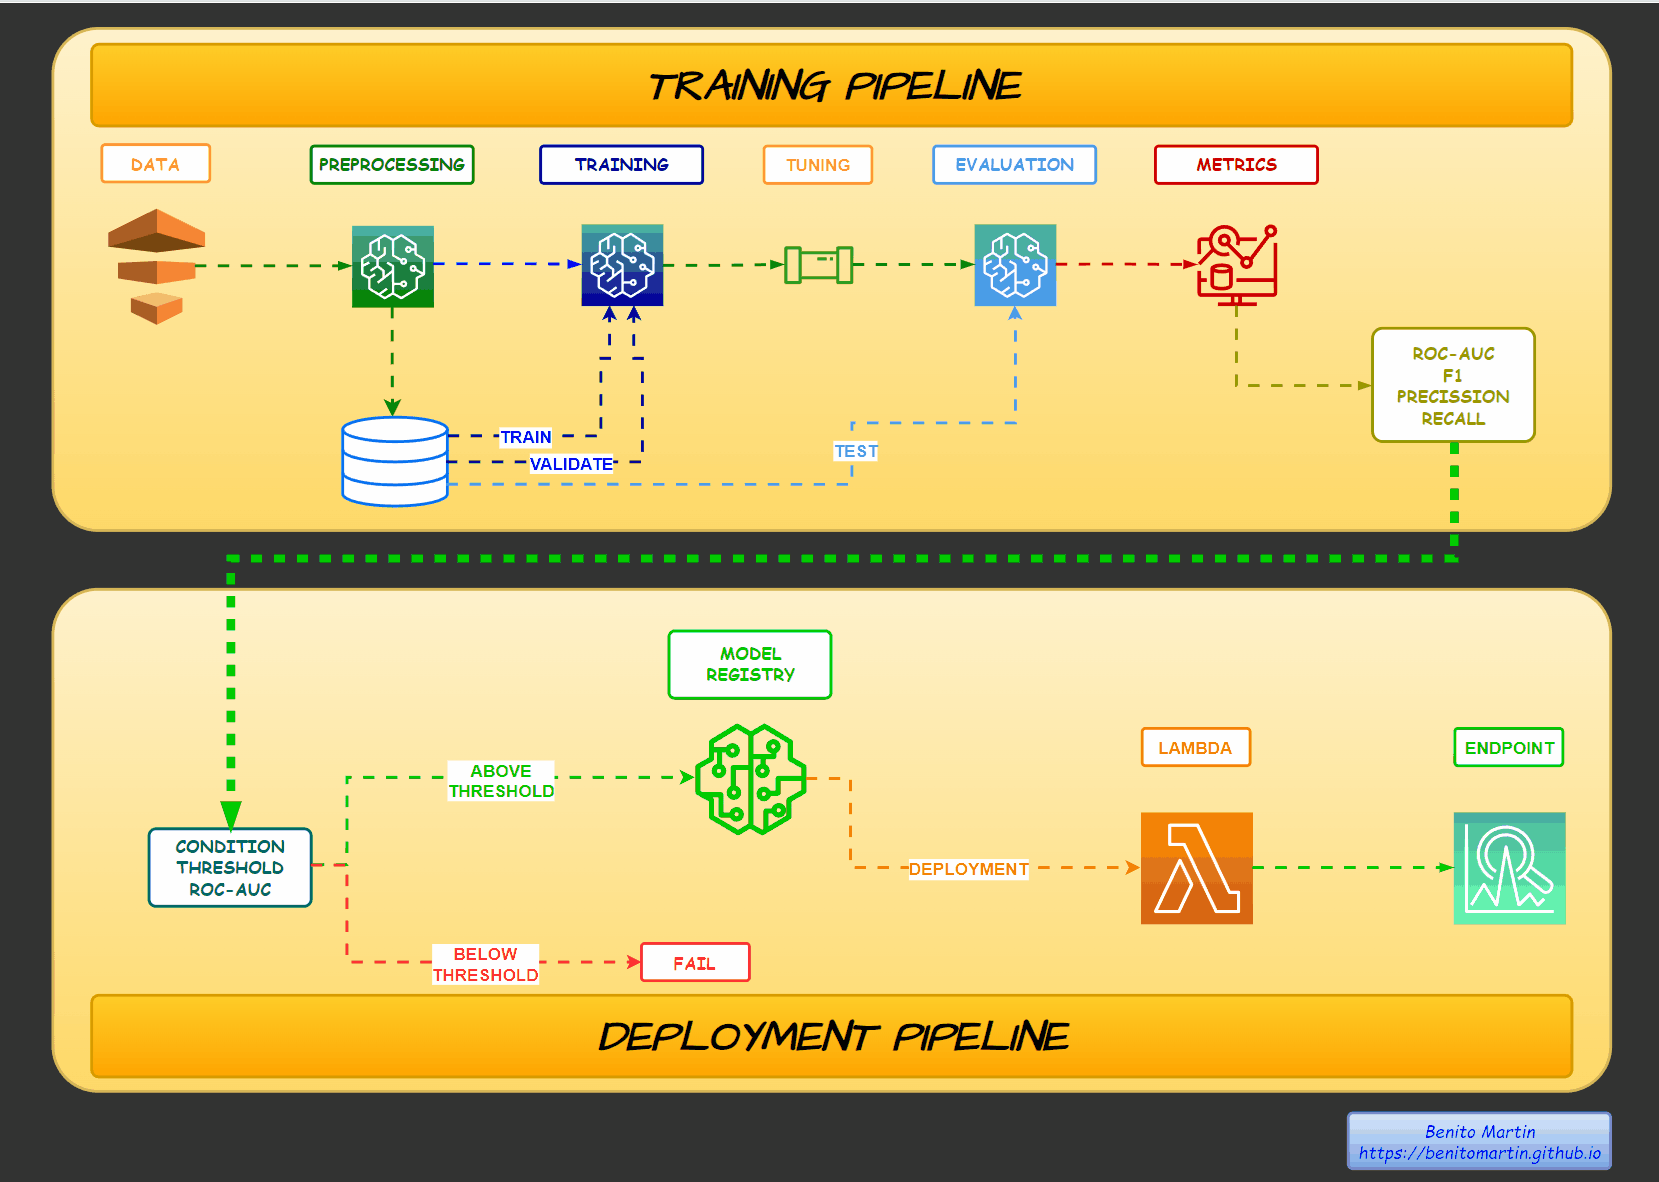 TRAINING PIPELINE
DATA
PREPROCESSING
TRAINING
TUNING
EVALUATION
METRICS
ROC-AUC
F1
PRECISSION
RECALL
TRAIN
VALIDATE
TEST
MODEL
REGISTRY
LAMBDA
ENDPOINT
ABOVE
THRESHOLD
CONDITION
THRESHOLD
ROC-AUC
DEPLOYMENT
BELOW
THRESHOLD
FAIL
DEPLOYMENT PIPELINE
Benito Martin
https://benitomartin.github.io